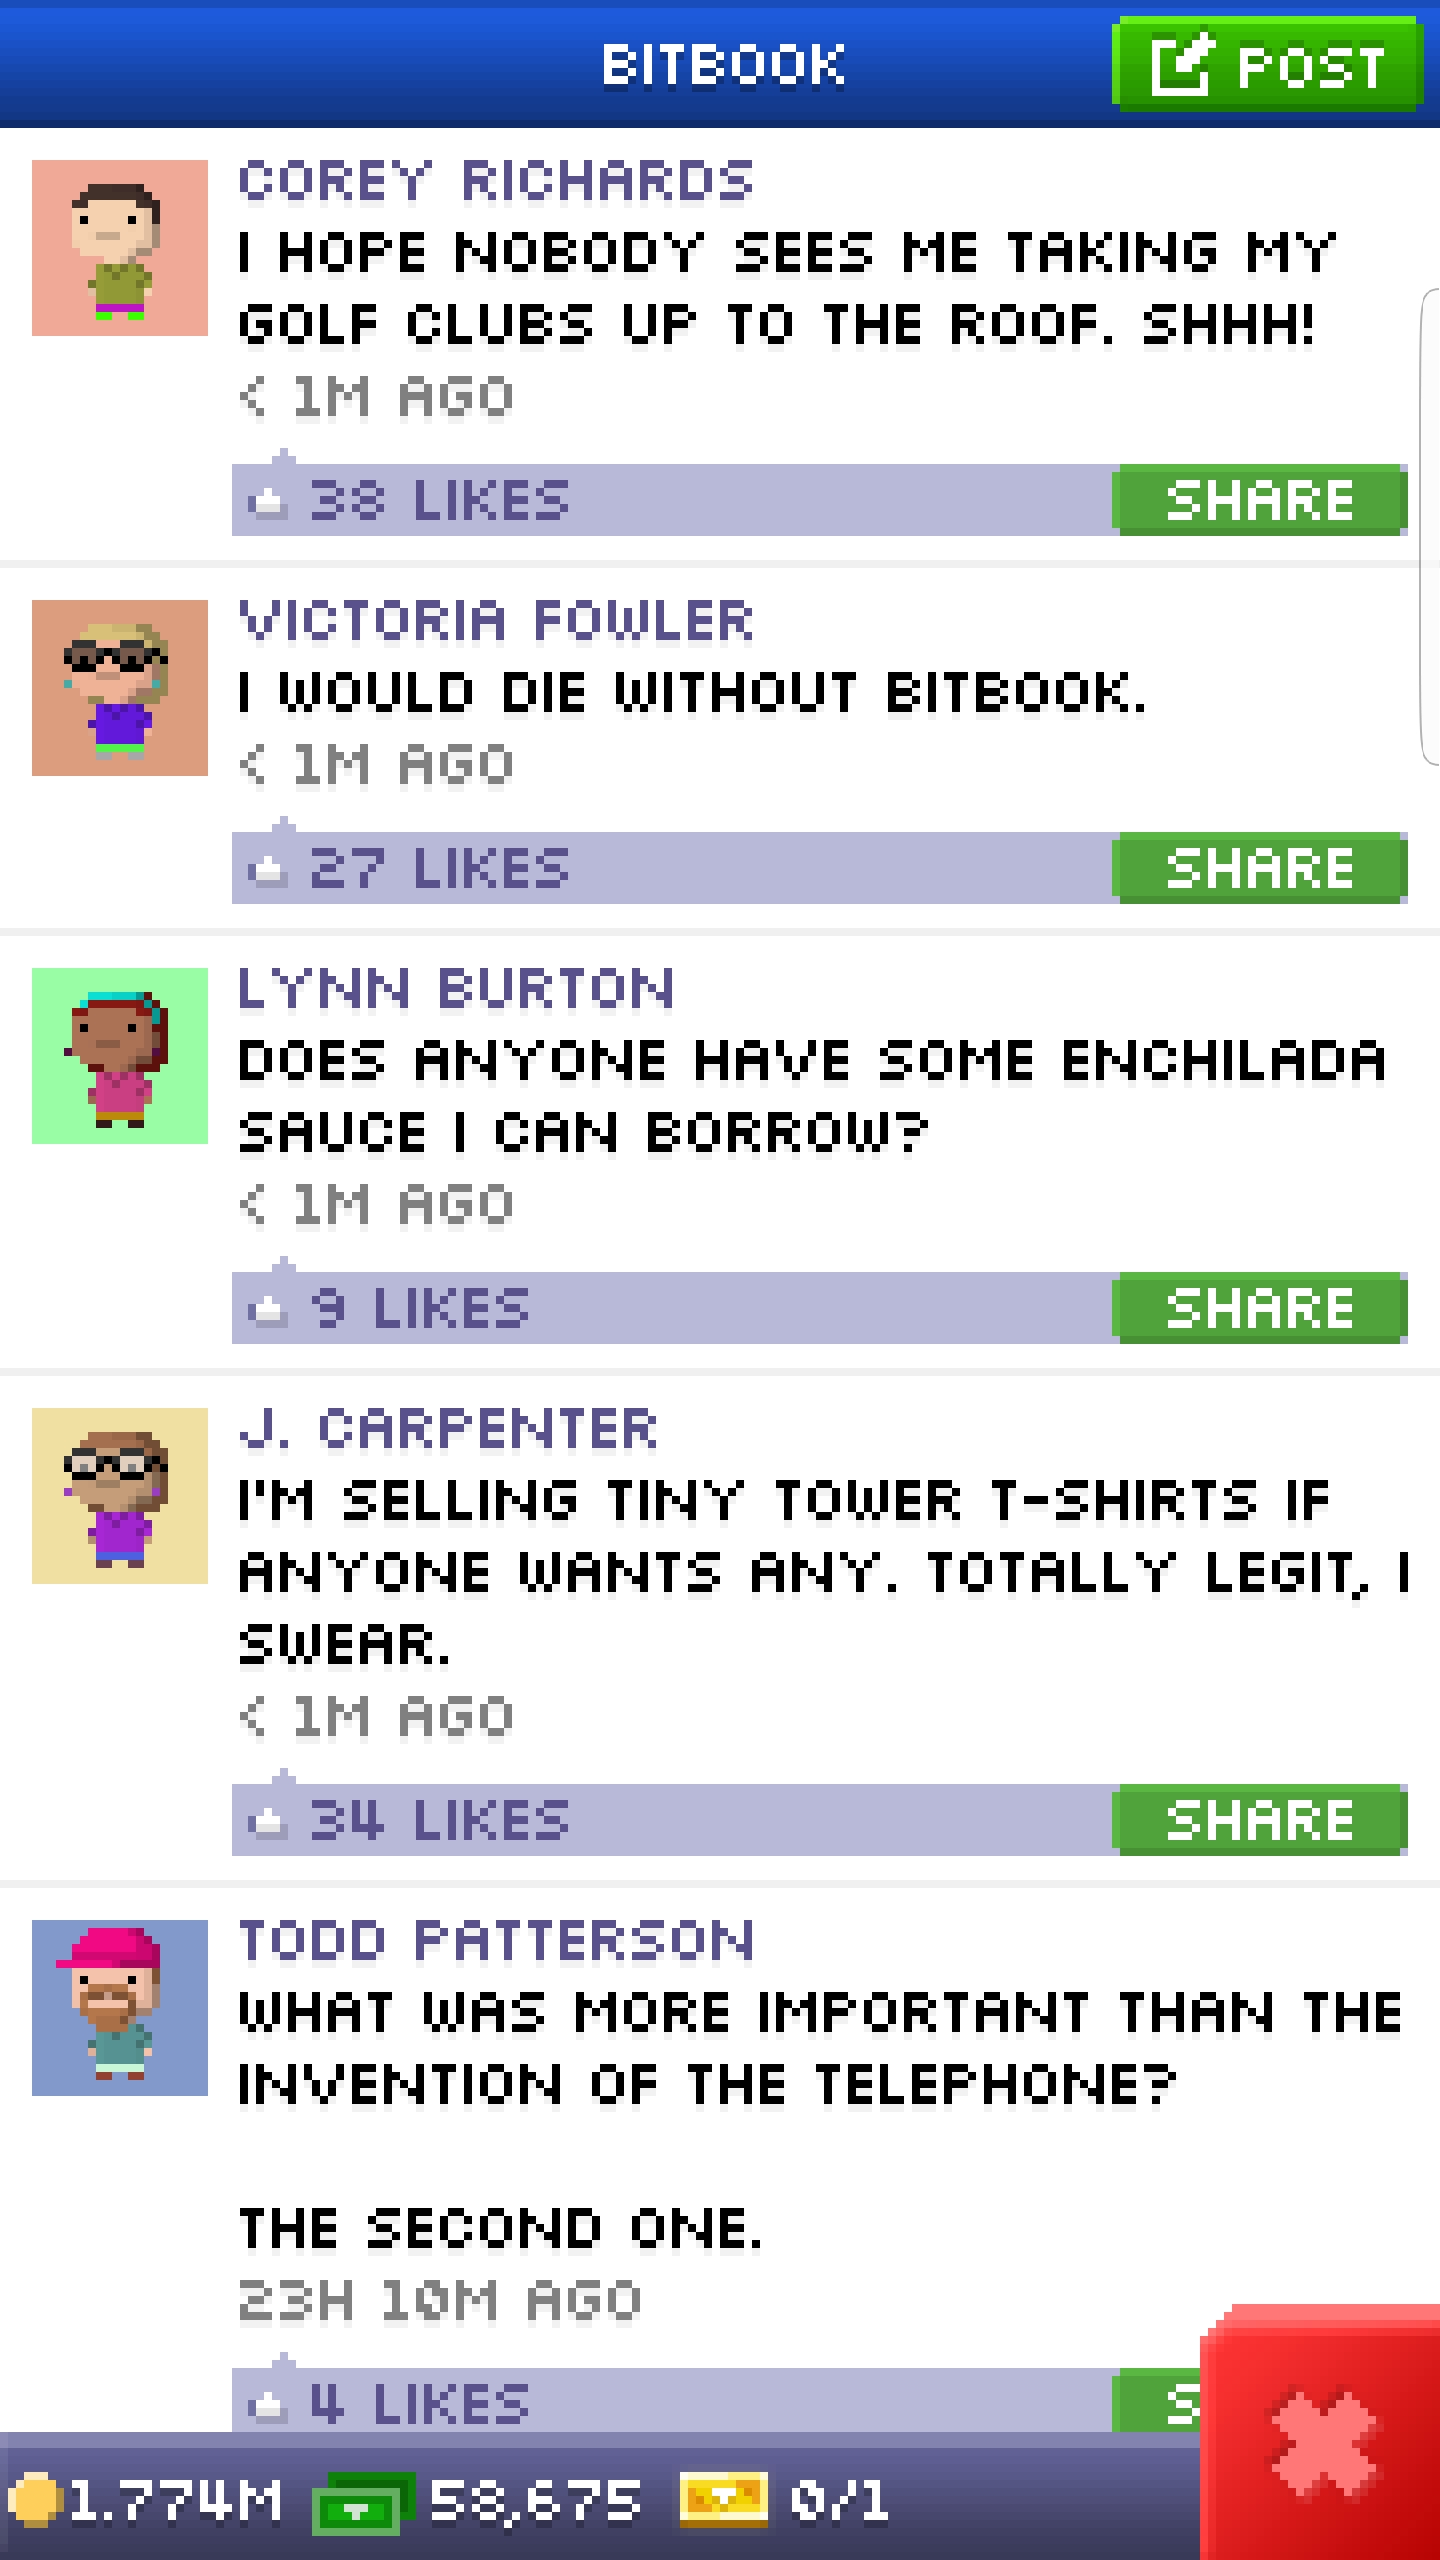 BITBOOK
POST
COREY RICHARDS
I HOPE NOBODY SEES ME TAKING MY
GOLF CLUBS UP TO THE ROOF. SHHH!
< 1M AGO
38 LIKES SHARE
VICTORIA FOWLER
I WOULD DIE WITHOUT BITBOOK.
< 1M AGO
27 LIKES SHARE
LYNN BURTON
DOES ANYONE HAVE SOME ENCHILADA
SAUCE I CAN BORROW?
< 1M AGO
9 LIKES SHARE
J. CARPENTER
I'M SELLING TINY TOWER T-SHIRTS IF
ANYONE WANTS ANY. TOTALLY LEGIT, I
SWEAR.
< 1M AGO
34 LIKES SHARE
TODD PATTERSON
WHAT WAS MORE IMPORTANT THAN THE
INVENTION OF THE TELEPHONE?
THE SECOND ONE.
23H 10M AGO
4 LIKES S
1.774M 58,675 0/1